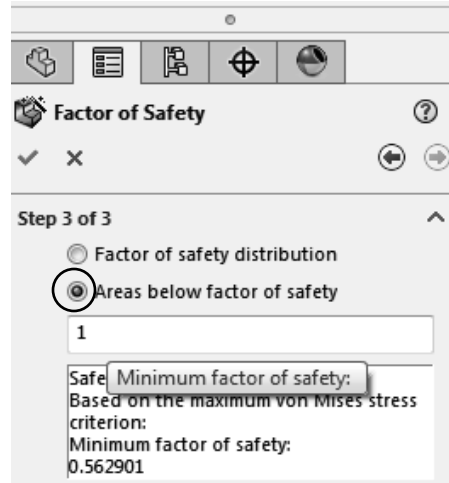 Factor of Safety
Step 3 of 3
Factor of safety distribution
Areas below factor of safety
1
Safe
Minimum factor of safety:
Based on the maximum von Mises stress
criterion:
Minimum factor of safety:
0.562901